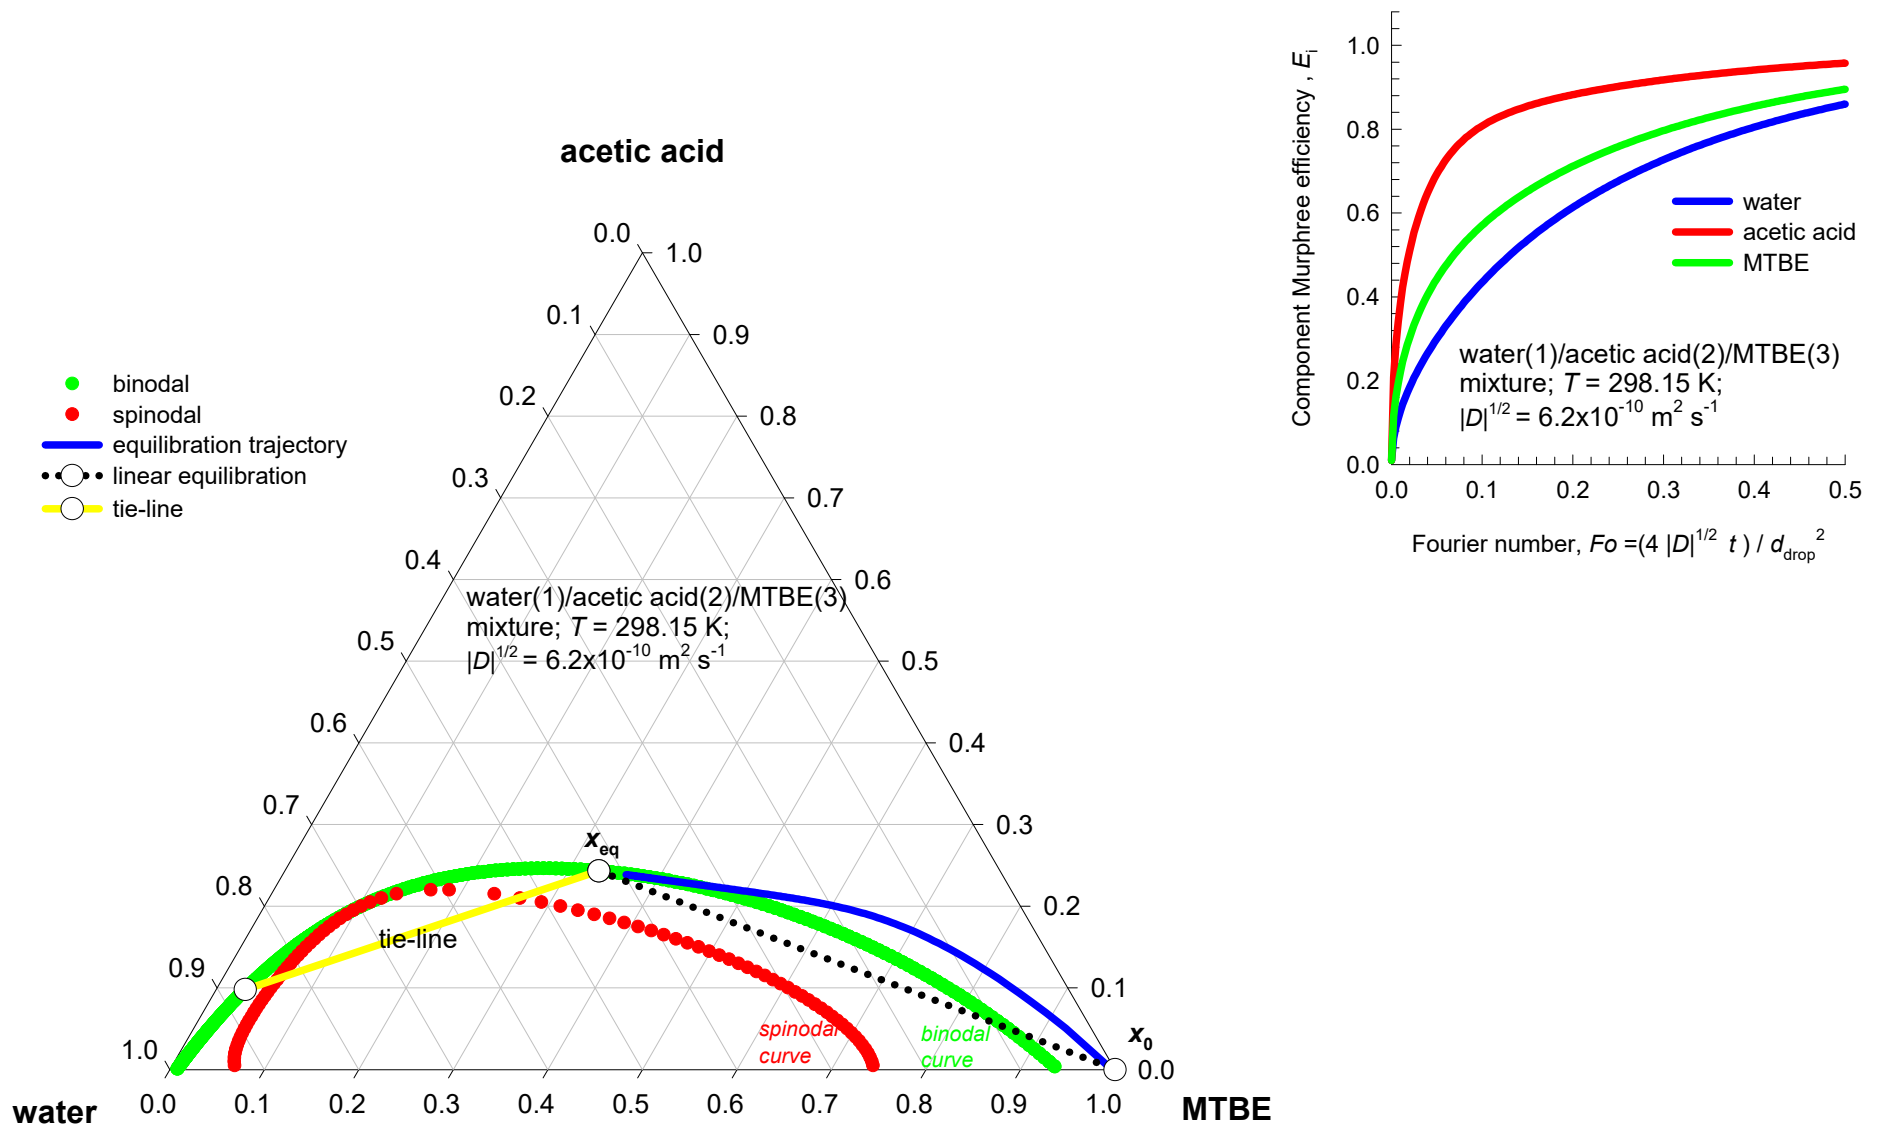 acetic acid
0.0
1.0
0.1
0.9
0.2
0.8
0.3
0.7
0.4
0.6
water(1)/acetic acid(2)/MTBE(3)
mixture; T = 298.15 K;
|D|^1/2 = 6.2x10^-10 m^2 s^-1
0.5
0.5
0.6
0.4
0.7
0.3
0.8
0.2
0.9
0.1
1.0
0.0
binodal
spinodal
equilibration trajectory
linear equilibration
tie-line
x_eq
tie-line
spinodal
curve
binodal
curve
x_0
0.0 0.1 0.2 0.3 0.4 0.5 0.6 0.7 0.8 0.9 1.0
water
MTBE
Component Murphree efficiency , E_i
1.0
0.8
0.6
0.4
0.2
0.0
water
acetic acid
MTBE
water(1)/acetic acid(2)/MTBE(3)
mixture; T = 298.15 K;
|D|^1/2 = 6.2x10^-10 m^2 s^-1
0.0 0.1 0.2 0.3 0.4 0.5
Fourier number, Fo =(4 |D|^1/2 t ) / d_drop^2